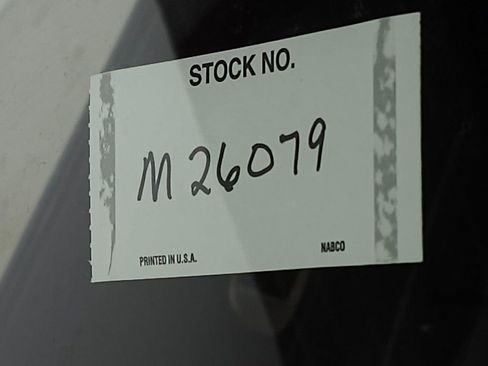 STOCK NO.
M 26079
PRINTED IN U.S.A. NABCO